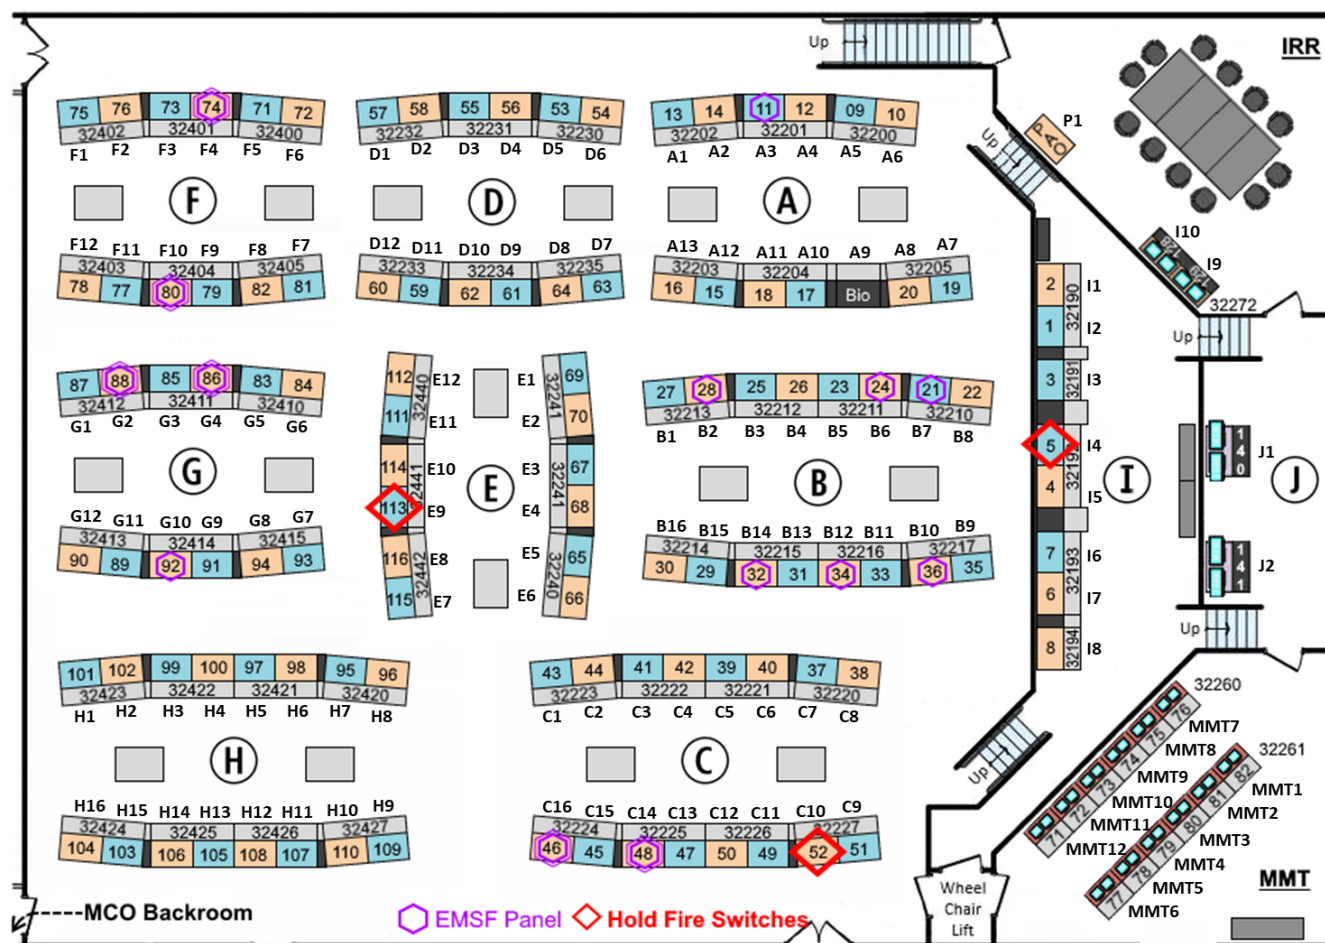 Up
IRR
75 76 73 74 71 72
32402 32401 32400
F1 F2 F3 F4 F5 F6
57 58 55 56 53 54
32232 32231 32230
D1 D2 D3 D4 D5 D6
13 14 11 12 09 10
32202 32201 32200
A1 A2 A3 A4 A5 A6
P1
PAO
Up
F
D
A
F12 F11 F10 F9 F8 F7
32403 32404 32405
78 77 80 79 82 81
D12 D11 D10 D9 D8 D7
32233 32234 32235
60 59 62 61 64 63
A13 A12 A11 A10 A9 A8 A7
32203 32204 32205
16 15 18 17 Bio 20 19
I10
I9
32272
Up
2 I1
32190
1 I2
3 I3
32191
5 I4
4 I5
7 I6
32193
6 I7
8 I8
32194
I
J
140 J1
141 J2
Up
87 88 85 86 83 84
32412 32411 32410
G1 G2 G3 G4 G5 G6
G
G12 G11 G10 G9 G8 G7
32413 32414 32415
90 89 92 91 94 93
112 E12
32440
111 E11
114 E10
32441
113 E9
116 E8
32442
115 E7
E
E1 69
32241
E2 70
E3 67
32241
E4 68
E5 65
32240
E6 66
27 28 25 26 23 24 21 22
32213 32212 32211 32210
B1 B2 B3 B4 B5 B6 B7 B8
B
B16 B15 B14 B13 B12 B11 B10 B9
32214 32215 32216 32217
30 29 32 31 34 33 36 35
101 102 99 100 97 98 95 96
32423 32422 32421 32420
H1 H2 H3 H4 H5 H6 H7 H8
H
H16 H15 H14 H13 H12 H11 H10 H9
32424 32425 32426 32427
104 103 106 105 108 107 110 109
43 44 41 42 39 40 37 38
32223 32222 32221 32220
C1 C2 C3 C4 C5 C6 C7 C8
C
C16 C15 C14 C13 C12 C11 C10 C9
32224 32225 32226 32227
46 45 48 47 50 49 52 51
Up
32260
76 MMT7
75 MMT8
74 MMT9
73 MMT10
72 MMT11
71 MMT12
32261
82 MMT1
81 MMT2
80 MMT3
79 MMT4
78 MMT5
77 MMT6
MMT
Wheel
Chair
Lift
MCO Backroom
EMSF Panel
Hold Fire Switches